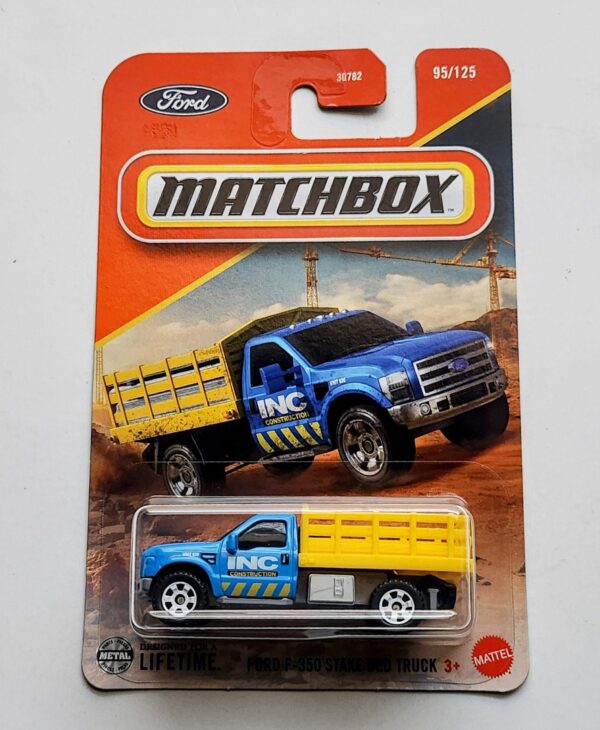 Ford
30782
95/125
MATCHBOX™
INC
CONSTRUCTION
INC
CONSTRUCTION
METAL
DESIGNED FOR A
LIFETIME.
FORD F-350 STAKE BED TRUCK 3+
MATTEL